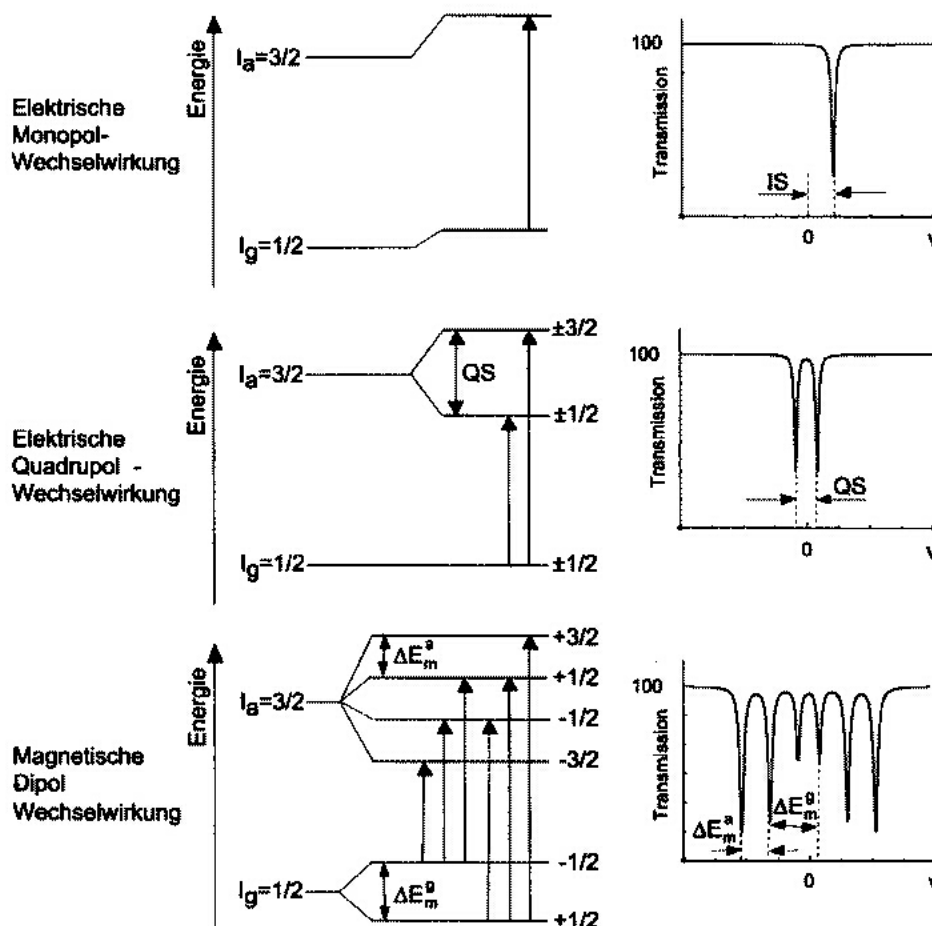 Elektrische
Monopol-
Wechselwirkung
Energie
I_a=3/2
I_g=1/2
Transmission
100
IS
0
v
Elektrische
Quadrupol -
Wechselwirkung
Energie
I_a=3/2
I_g=1/2
QS
±3/2
±1/2
±1/2
Transmission
100
QS
0
v
Magnetische
Dipol
Wechselwirkung
Energie
I_a=3/2
I_g=1/2
ΔE_m^a
ΔE_m^g
+3/2
+1/2
-1/2
-3/2
-1/2
+1/2
Transmission
100
ΔE_m^g
ΔE_m^a
0
v